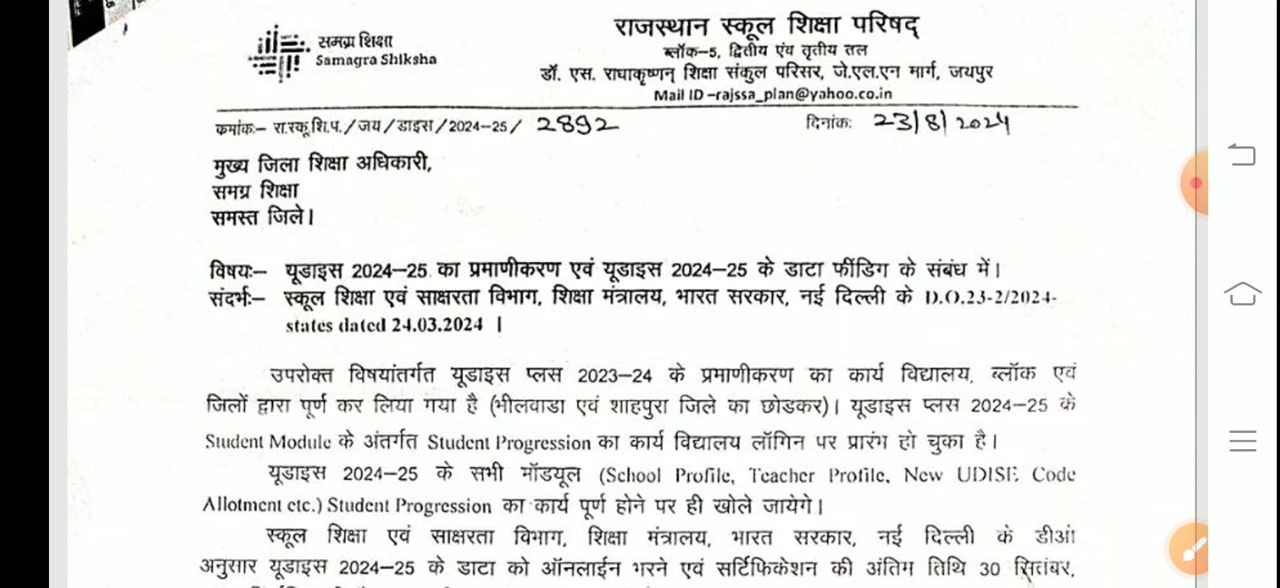 समग्र शिक्षा
Samagra Shiksha
राजस्थान स्कूल शिक्षा परिषद्
ब्लॉक–5, द्वितीय एंव तृतीय तल
डॉ. एस. राधाकृष्णन् शिक्षा संकुल परिसर, जे.एल.एन मार्ग, जयपुर
Mail ID –rajssa_plan@yahoo.co.in
कमांकः– रा.स्कू.शि.प./जय/डाइस/2024-25/ 2892 दिनांकः 23/8/2024
मुख्य जिला शिक्षा अधिकारी,
समग्र शिक्षा
समस्त जिले।
विषयः– यूडाइस 2024–25 का प्रमाणीकरण एवं यूडाइस 2024–25 के डाटा फींडिग के संबंध में।
संदर्भः– स्कूल शिक्षा एवं साक्षरता विभाग, शिक्षा मंत्रालय, भारत सरकार, नई दिल्ली के D.O.23-2/2024-
states dated 24.03.2024 |
उपरोक्त विषयांतर्गत यूडाइस प्लस 2023–24 के प्रमाणीकरण का कार्य विद्यालय, ब्लॉक एवं
जिलों द्वारा पूर्ण कर लिया गया है (भीलवाडा एवं शाहपुरा जिले का छोडकर)। यूडाइस प्लस 2024–25 के
Student Module के अंतर्गत Student Progression का कार्य विद्यालय लॉगिन पर प्रारंभ हो चुका है।
यूडाइस 2024–25 के सभी मॉडयूल (School Profile, Teacher Profile, New UDISE Code
Allotment etc.) Student Progression का कार्य पूर्ण होने पर ही खोले जायेगे।
स्कूल शिक्षा एवं साक्षरता विभाग, शिक्षा मंत्रालय, भारत सरकार, नई दिल्ली के डीओ
अनुसार यूडाइस 2024–25 के डाटा को ऑनलाईन भरने एवं सर्टिफिकेशन की अंतिम तिथि 30 सितंबर,